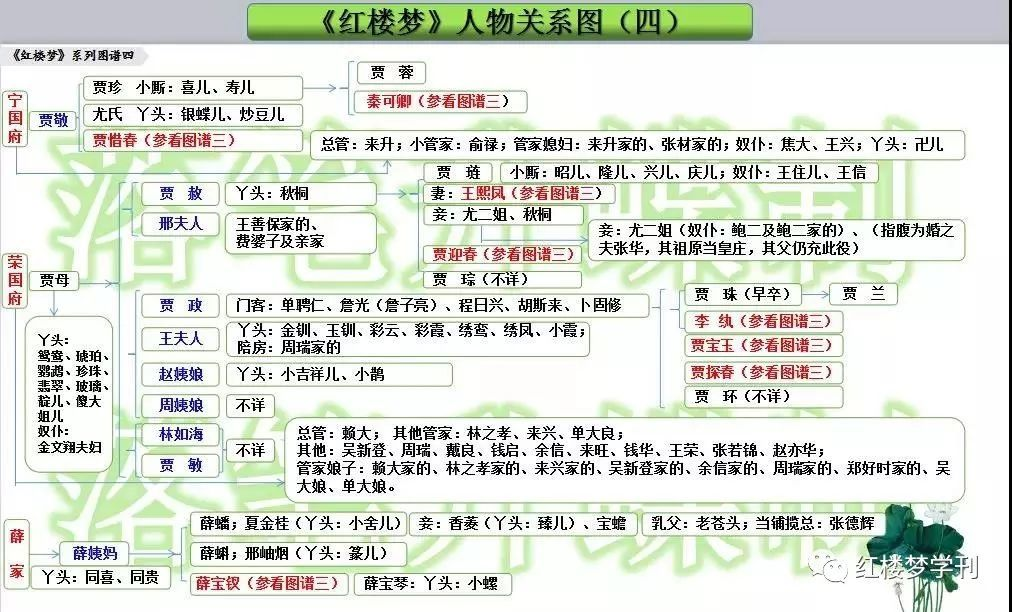 《红楼梦》人物关系图（四）
《红楼梦》系列图谱四
宁国府
贾敬
贾珍 小厮：喜儿、寿儿
尤氏 丫头：银蝶儿、炒豆儿
贾惜春（参看图谱三）
贾 蓉
秦可卿（参看图谱三）
总管：来升；小管家：俞禄；管家媳妇：来升家的、张材家的；奴仆：焦大、王兴；丫头：卍儿
荣国府
贾母
丫头：
鸳鸯、琥珀、
鹦鹉、珍珠、
翡翠、玻璃、
靛儿、傻大
姐儿
奴仆：
金文翔夫妇
贾 赦
丫头：秋桐
邢夫人
王善保家的、
费婆子及亲家
贾 琏
小厮：昭儿、隆儿、兴儿、庆儿；奴仆：王住儿、王信
妻：王熙凤（参看图谱三）
妾：尤二姐、秋桐
妾：尤二姐（奴仆：鲍二及鲍二家的）、（指腹为婚之
夫张华，其祖原当皇庄，其父仍充此役）
贾迎春（参看图谱三）
贾 琮（不详）
贾 政
门客：单聘仁、詹光（詹子亮）、程日兴、胡斯来、卜固修
王夫人
丫头：金钏、玉钏、彩云、彩霞、绣鸾、绣凤、小霞；
陪房：周瑞家的
赵姨娘
丫头：小吉祥儿、小鹊
周姨娘
不详
林如海
贾 敏
不详
贾 珠（早卒）
贾 兰
李 纨（参看图谱三）
贾宝玉（参看图谱三）
贾探春（参看图谱三）
贾 环（不详）
总管：赖大； 其他管家：林之孝、来兴、单大良；
其他：吴新登、周瑞、戴良、钱启、余信、来旺、钱华、王荣、张若锦、赵亦华；
管家娘子：赖大家的、林之孝家的、来兴家的、吴新登家的、余信家的、周瑞家的、郑好时家的、吴
大娘、单大娘。
薛家
薛姨妈
丫头：同喜、同贵
薛蟠；夏金桂（丫头：小舍儿）
妾：香菱（丫头：臻儿）、宝蟾
乳父：老苍头；当铺揽总：张德辉
薛蝌；邢岫烟（丫头：篆儿）
薛宝钗（参看图谱三）
薛宝琴：丫头：小螺
红楼梦学刊